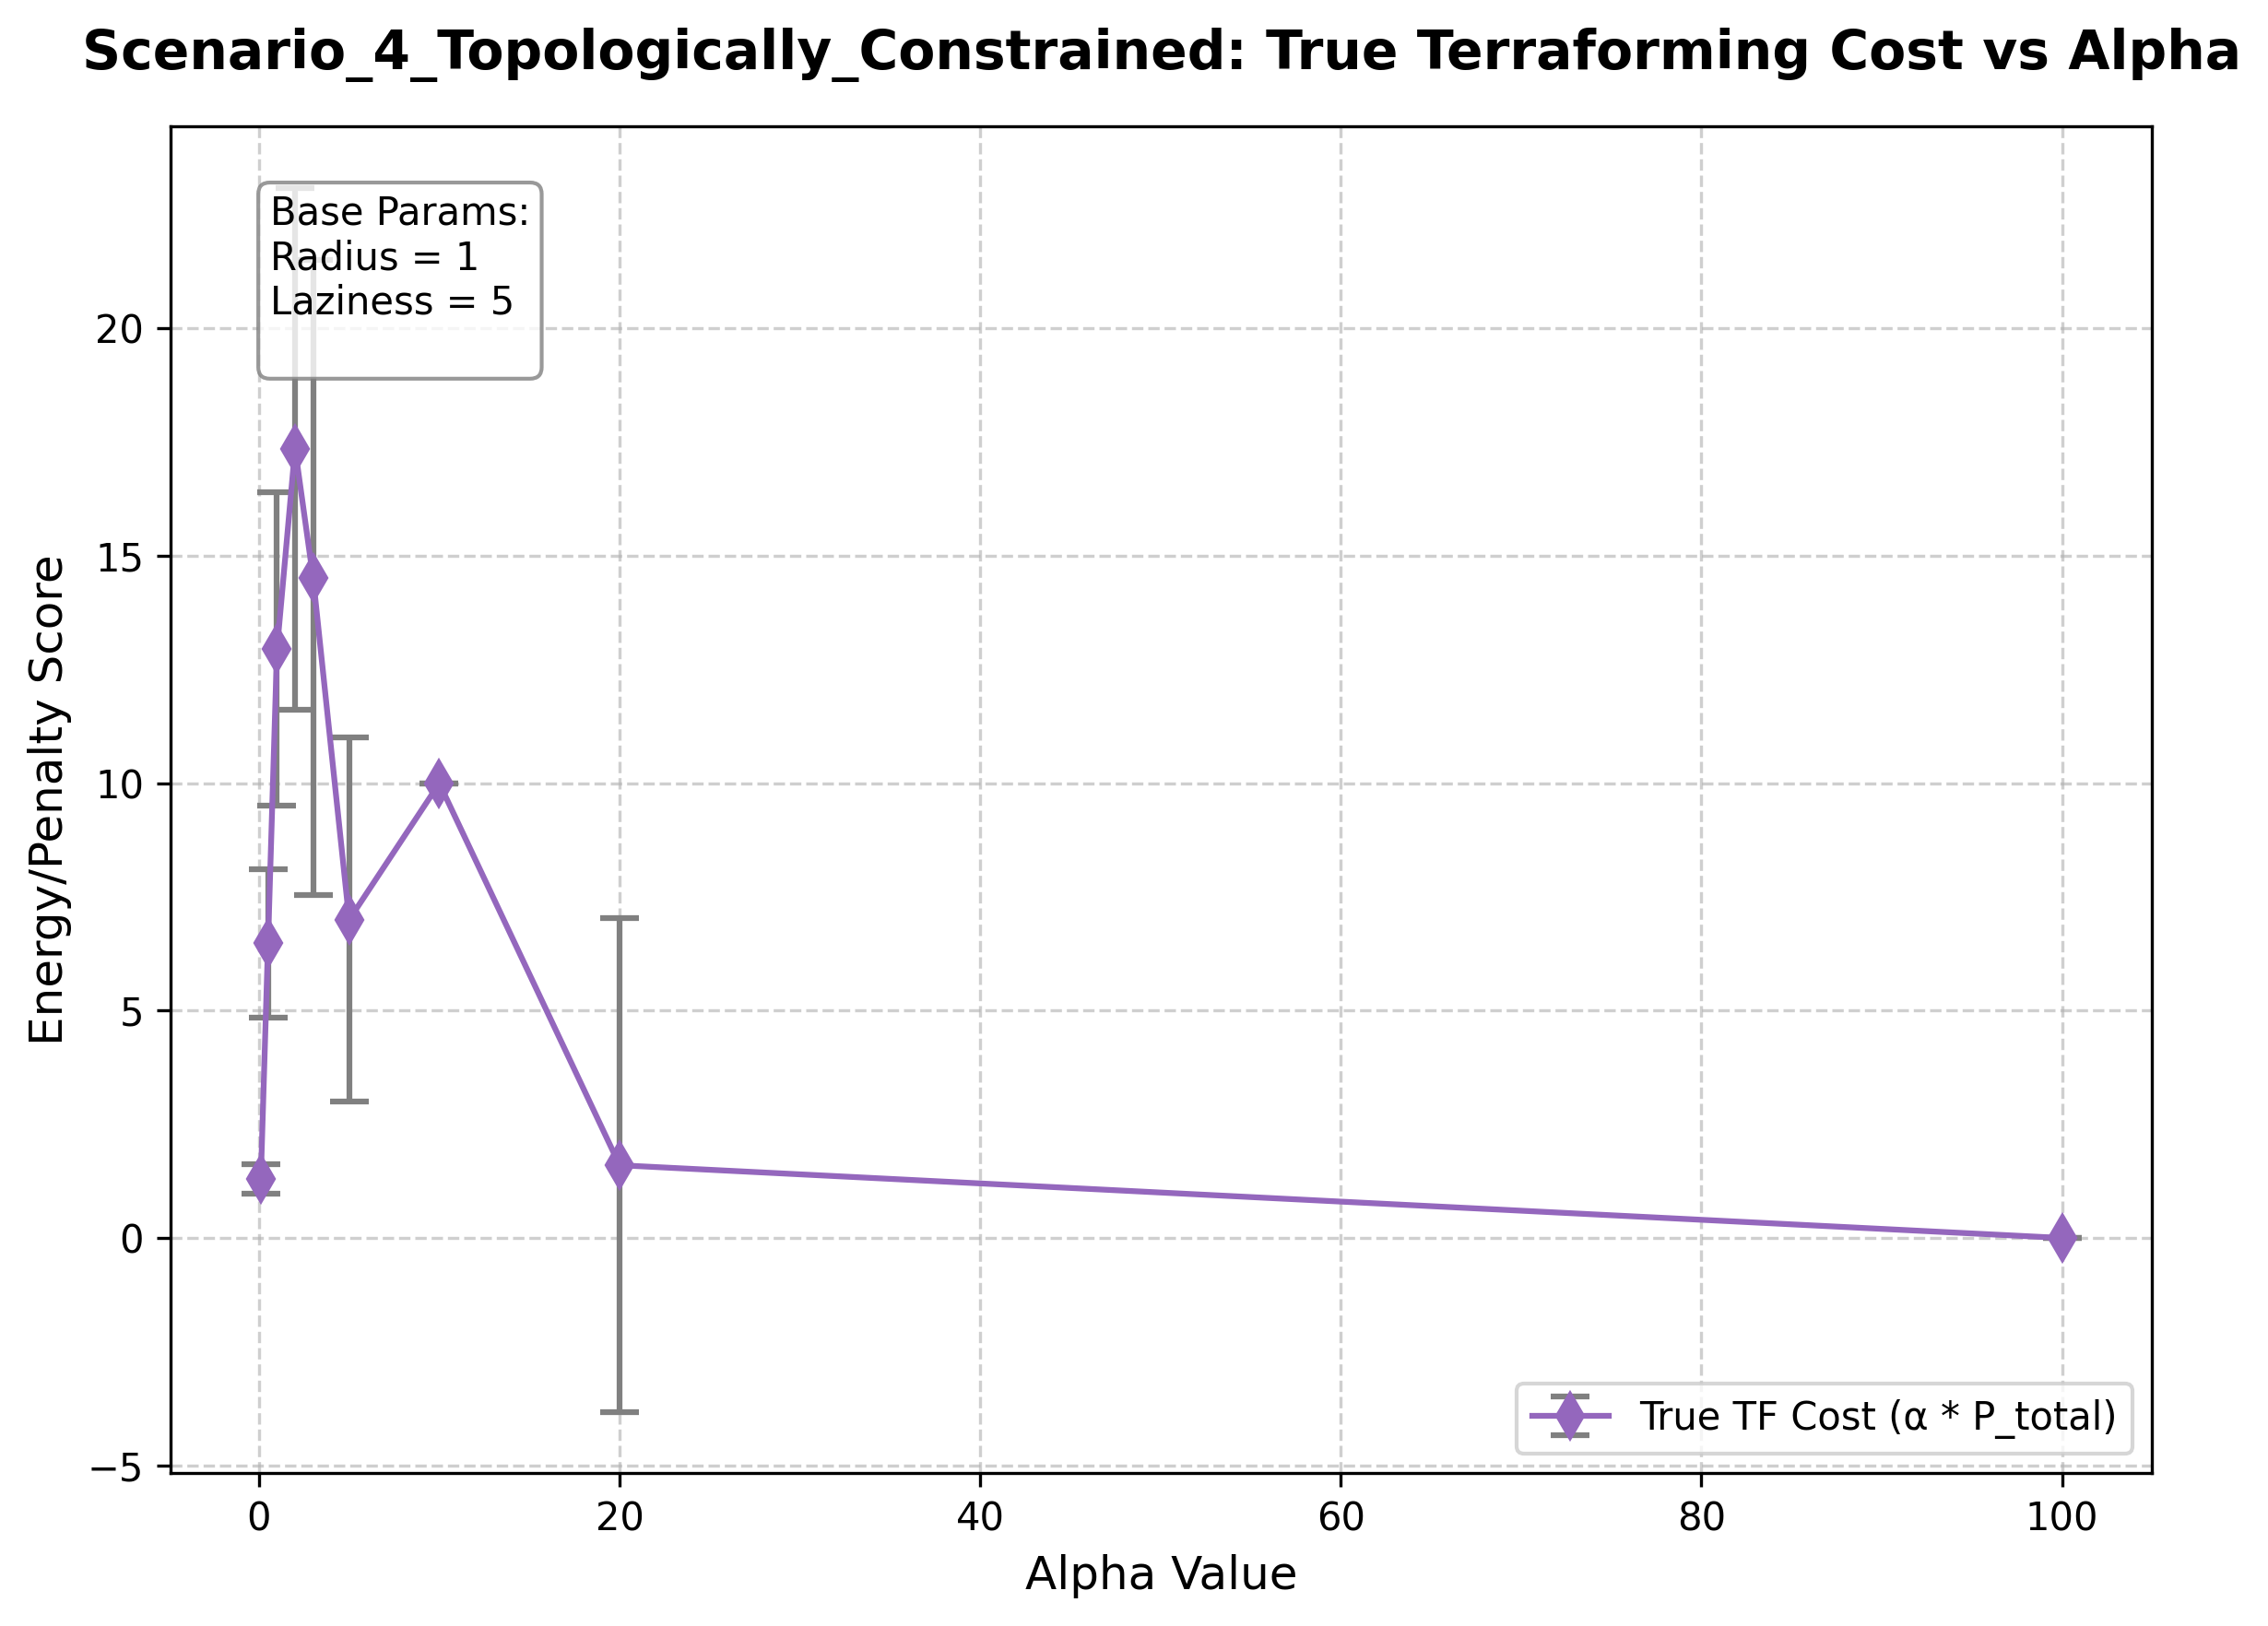 Scenario_4_Topologically_Constrained: True Terraforming Cost vs Alpha
Base Params:
Radius = 1
Laziness = 5
Energy/Penalty Score
20
15
10
5
0
−5
0 20 40 60 80 100
Alpha Value
True TF Cost (α * P_total)